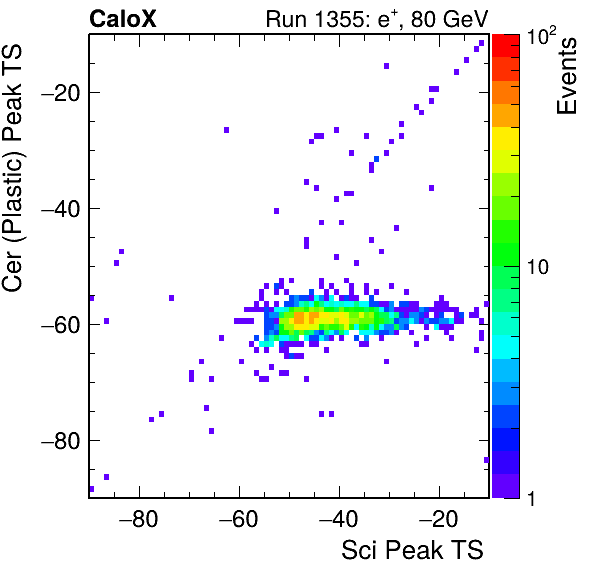 CaloX Run 1355: e⁺, 80 GeV
Cer (Plastic) Peak TS
−20
−40
−60
−80
−80 −60 −40 −20
Sci Peak TS
10²
10
1
Events